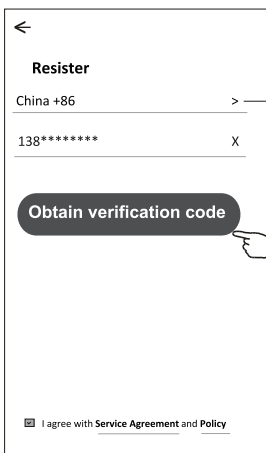 Resister
China +86 >
138******** X
Obtain verification code
I agree with Service Agreement and Policy